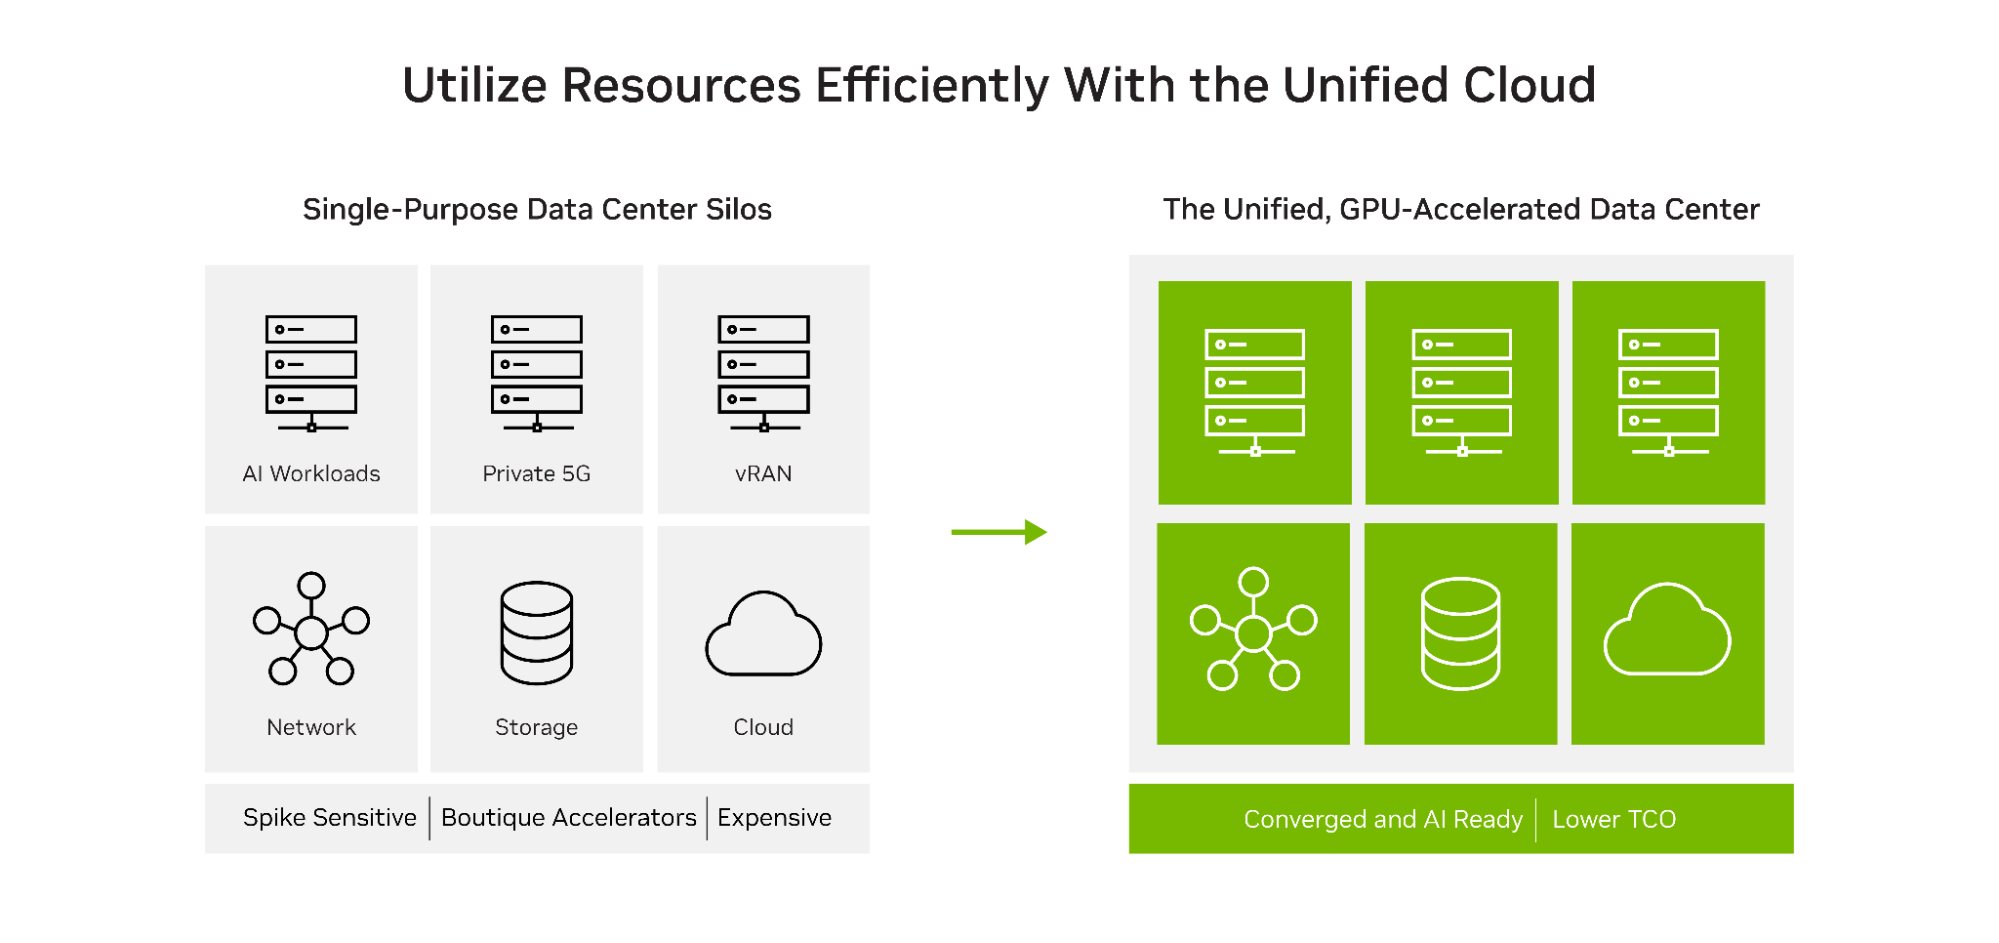 Utilize Resources Efficiently With the Unified Cloud
Single-Purpose Data Center Silos
AI Workloads
Private 5G
vRAN
Network
Storage
Cloud
Spike Sensitive | Boutique Accelerators | Expensive
The Unified, GPU-Accelerated Data Center
Converged and AI Ready | Lower TCO